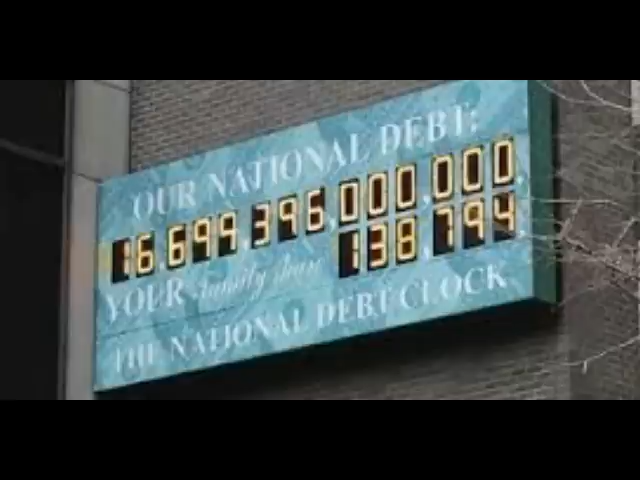 OUR NATIONAL DEBT:
16,699,396,000,000
YOUR family share 138,794
THE NATIONAL DEBT CLOCK